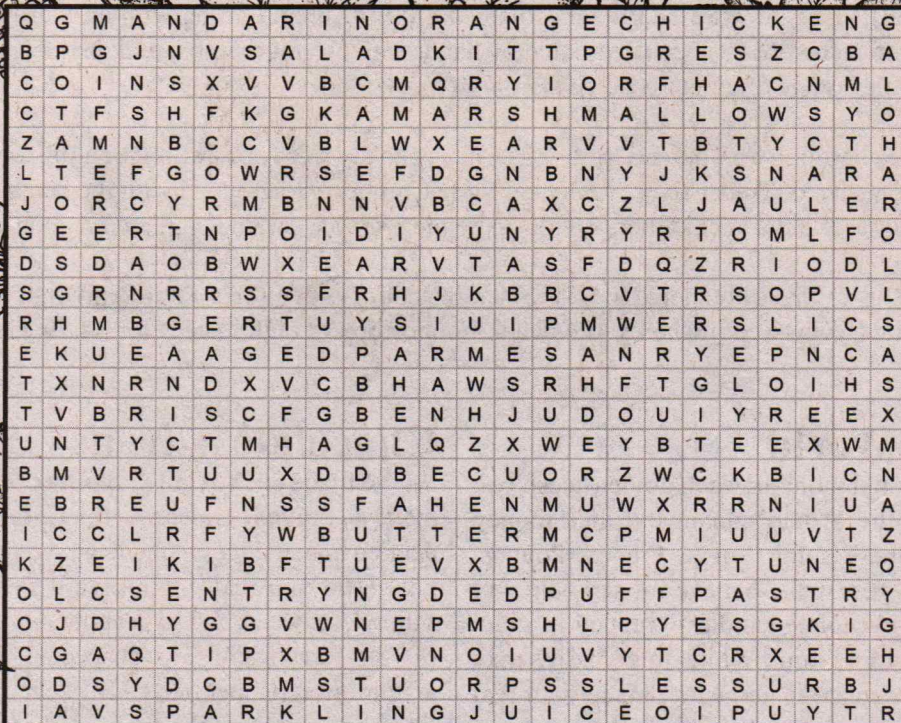 Q G M A N D A R I N O R A N G E C H I C K E N G
B P G J N V S A L A D K I T T P G R E S Z C B A
C O I N S X V V B C M Q R Y I O R F H A C N M L
C T F S H F K G K A M A R S H M A L L O W S Y O
Z A M N B C C V B L W X E A R V V T B T Y C T H
L T E F G O W R S E F D G N B N Y J K S N A R A
J O R C Y R M B N N V B C A X C Z L J A U L E R
G E E R T N P O I D I Y U N Y R Y R T O M L F O
D S D A O B W X E A R V T A S F D Q Z R I O D L
S G R N R R S S F R H J K B B C V T R S O P V L
R H M B G E R T U Y S I U I P M W E R S L I C S
E K U E A A G E D P A R M E S A N R Y E P N C A
T X N R N D X V C B H A W S R H F T G L O I H S
T V B R I S C F G B E N H J U D O U I Y R E E X
U N T Y C T M H A G L Q Z X W E Y B T E E X W M
B M V R T U U X D D B E C U O R Z W C K B I C N
E B R E U F N S S F A H E N M U W X R R N I U A
I C C L R F Y W B U T T E R M C P M I U U V T Z
K Z E I K I B F T U E V X B M N E C Y T U N E O
O L C S E N T R Y N G D E D P U F F P A S T R Y
O J D H Y G G V W N E P M S H L P Y E S G K I G
C G A Q T I P X B M V N O I U V Y T C R X E E H
O D S Y D C B M S T U O R P S S L E S S U R B J
I A V S P A R K L I N G J U I C E O I P U Y T R